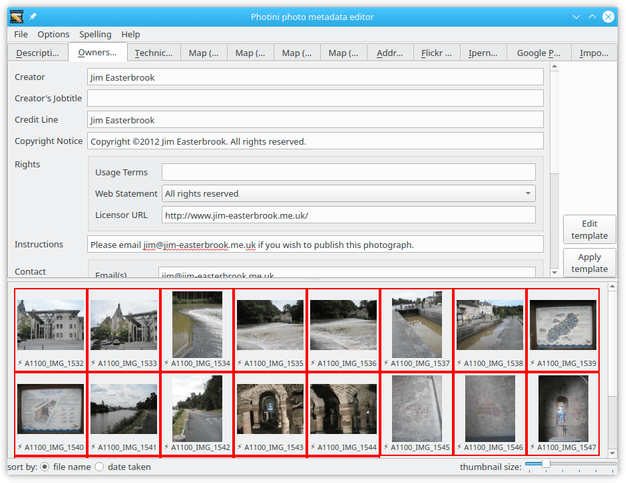 Photini photo metadata editor
File Options Spelling Help
Descripti... Owners... Technic... Map (... Map (... Map (... Map (... Addr... Flickr ... Ipern... Google P... Impo...
Creator Jim Easterbrook
Creator's Jobtitle
Credit Line Jim Easterbrook
Copyright Notice Copyright ©2012 Jim Easterbrook. All rights reserved.
Rights
Usage Terms
Web Statement All rights reserved
Licensor URL http://www.jim-easterbrook.me.uk/
Edit template
Instructions Please email jim@jim-easterbrook.me.uk if you wish to publish this photograph.
Apply template
Contact Email(s) jim@jim-easterbrook.me.uk
A1100_IMG_1532 A1100_IMG_1533 A1100_IMG_1534 A1100_IMG_1535 A1100_IMG_1536 A1100_IMG_1537 A1100_IMG_1538 A1100_IMG_1539
A1100_IMG_1540 A1100_IMG_1541 A1100_IMG_1542 A1100_IMG_1543 A1100_IMG_1544 A1100_IMG_1545 A1100_IMG_1546 A1100_IMG_1547
sort by: file name date taken thumbnail size: